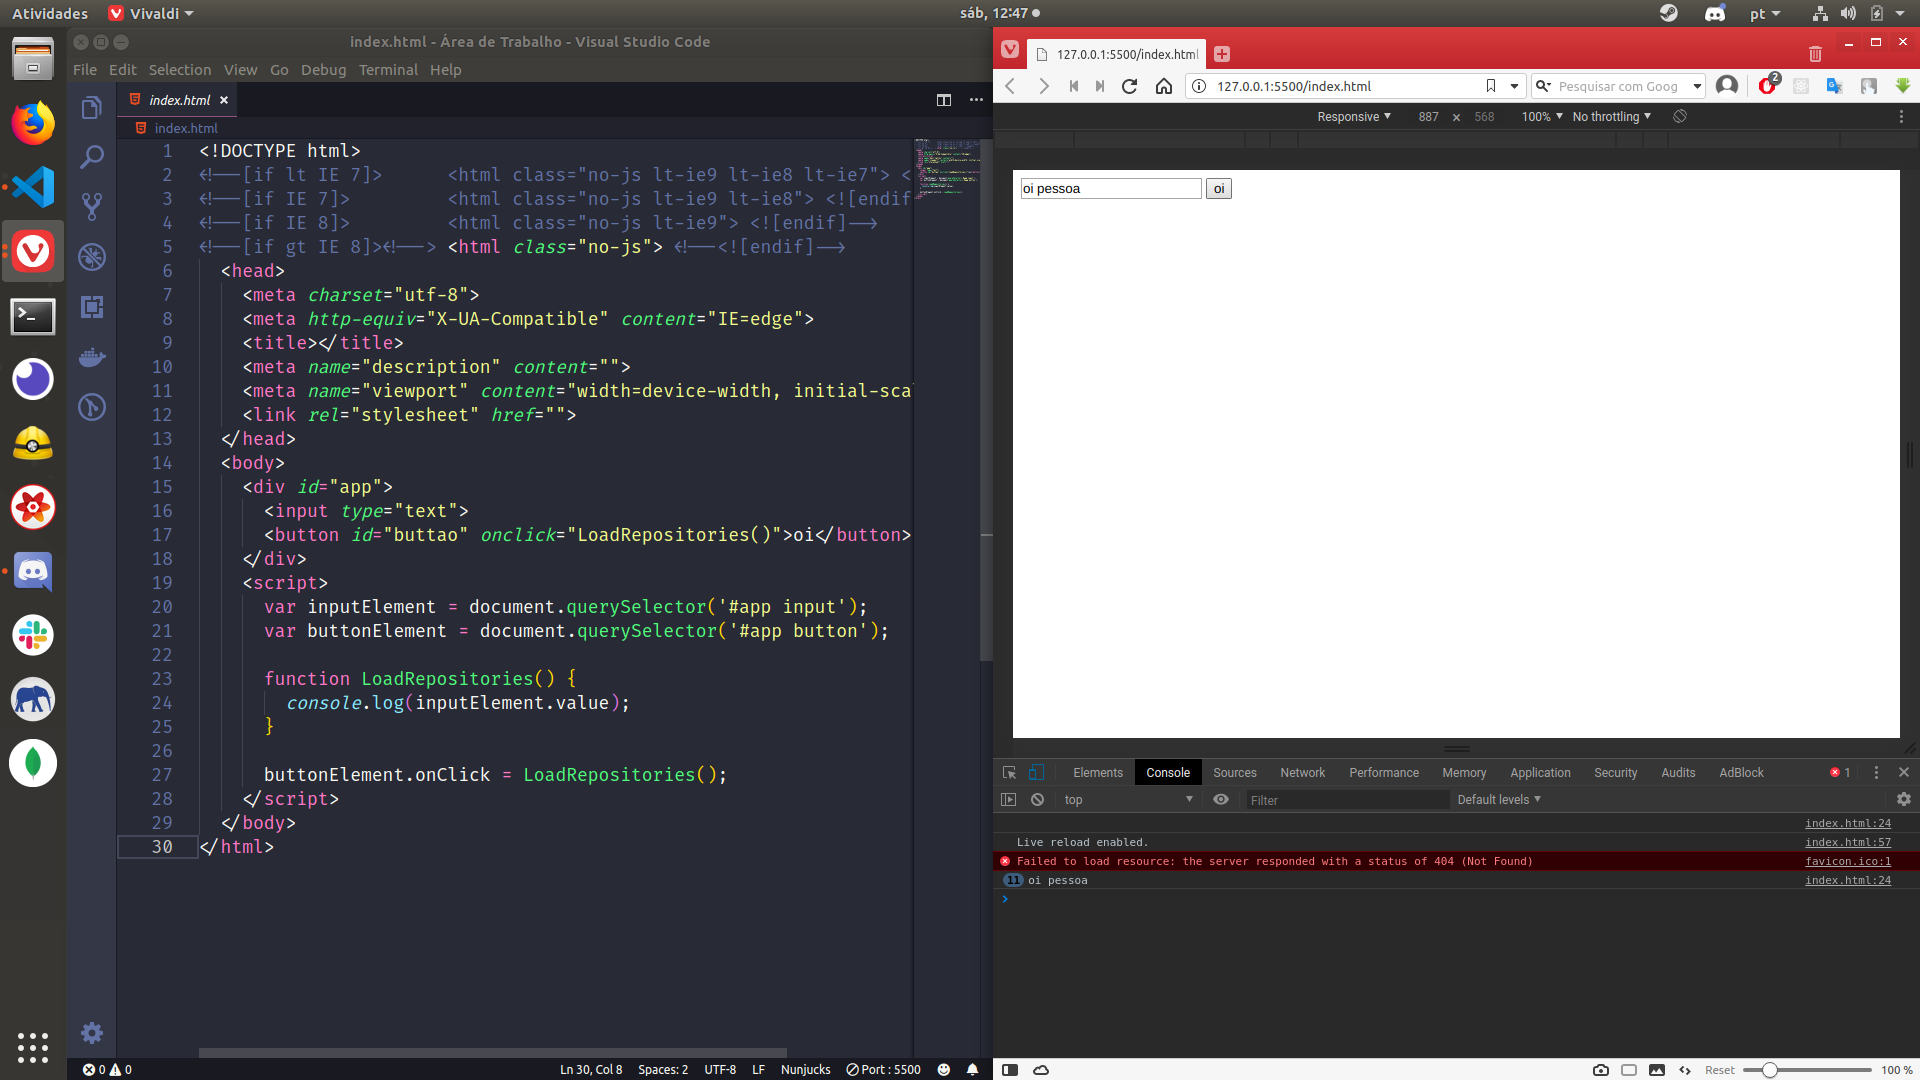 Atividades
Vivaldi
sáb, 12:47
pt
index.html - Área de Trabalho - Visual Studio Code
File Edit Selection View Go Debug Terminal Help
index.html
index.html
1 <!DOCTYPE html>
2 <!--[if lt IE 7]>      <html class="no-js lt-ie9 lt-ie8 lt-ie7"> <
3 <!--[if IE 7]>         <html class="no-js lt-ie9 lt-ie8"> <![endif
4 <!--[if IE 8]>         <html class="no-js lt-ie9"> <![endif]-->
5 <!--[if gt IE 8]><!--> <html class="no-js"> <!--<![endif]-->
6   <head>
7     <meta charset="utf-8">
8     <meta http-equiv="X-UA-Compatible" content="IE=edge">
9     <title></title>
10     <meta name="description" content="">
11     <meta name="viewport" content="width=device-width, initial-sca
12     <link rel="stylesheet" href="">
13   </head>
14   <body>
15     <div id="app">
16       <input type="text">
17       <button id="buttao" onclick="LoadRepositories()">oi</button>
18     </div>
19     <script>
20       var inputElement = document.querySelector('#app input');
21       var buttonElement = document.querySelector('#app button');
22
23       function LoadRepositories() {
24         console.log(inputElement.value);
25       }
26
27       buttonElement.onClick = LoadRepositories();
28     </script>
29   </body>
30 </html>
0 0
Ln 30, Col 8 Spaces: 2 UTF-8 LF Nunjucks Port : 5500
127.0.0.1:5500/index.html
127.0.0.1:5500/index.html
Pesquisar com Goog
2
Responsive 887 × 568 100% No throttling
oi pessoa oi
Elements Console Sources Network Performance Memory Application Security Audits AdBlock 1
top Filter Default levels
index.html:24
Live reload enabled. index.html:57
Failed to load resource: the server responded with a status of 404 (Not Found) favicon.ico:1
11 oi pessoa index.html:24
Reset 100 %